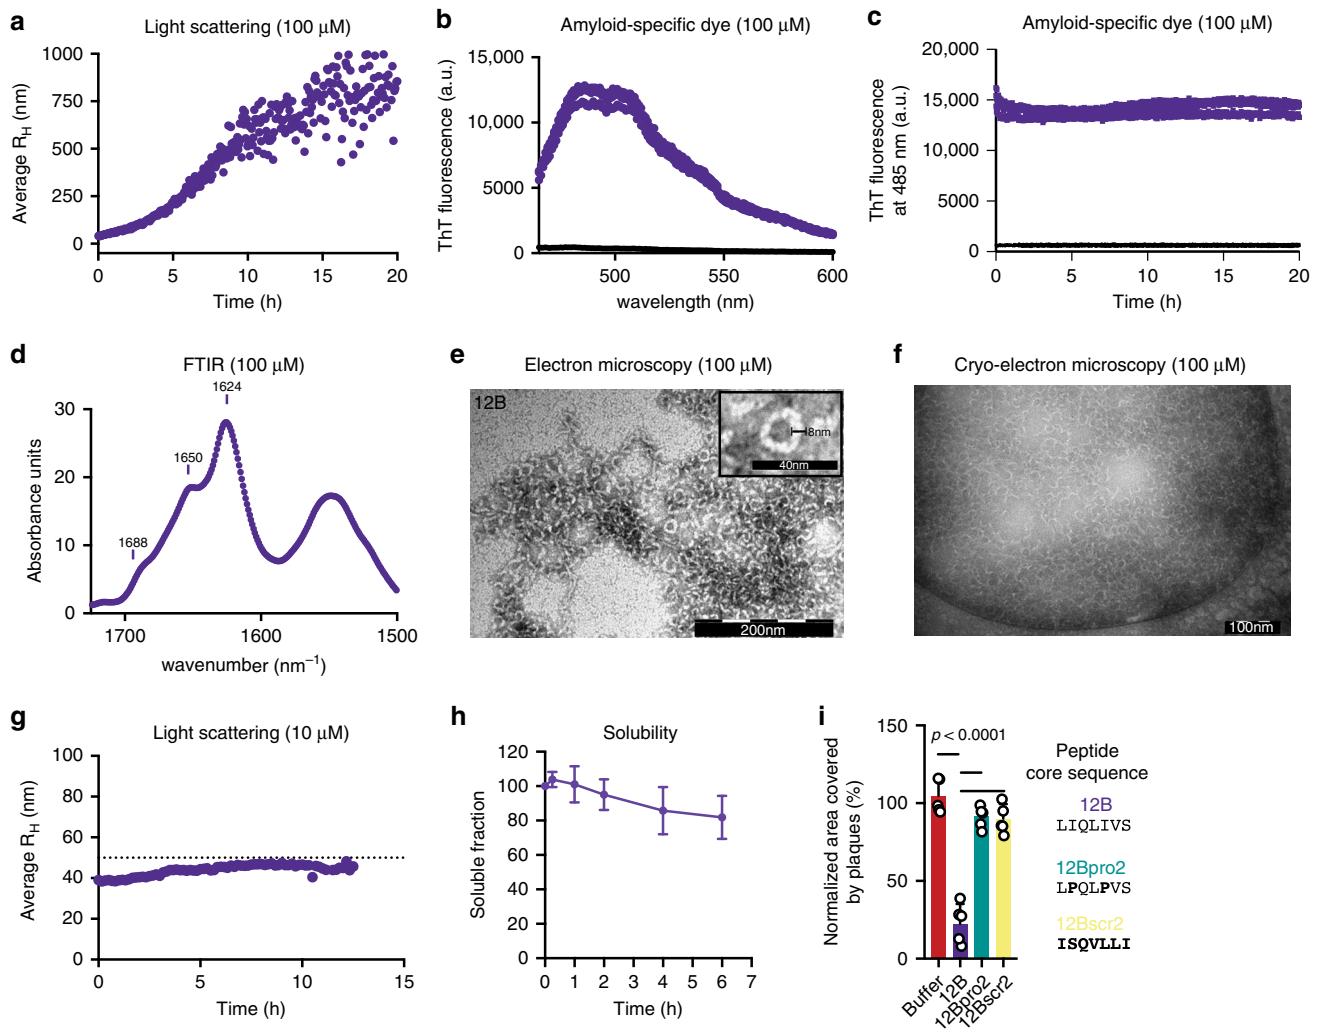 a
Light scattering (100 µM)
1000
750
500
250
0
Average RH (nm)
0 5 10 15 20
Time (h)
b
Amyloid-specific dye (100 µM)
15,000
10,000
5000
0
ThT fluorescence (a.u.)
500 550 600
wavelength (nm)
c
Amyloid-specific dye (100 µM)
20,000
15,000
10,000
5000
0
ThT fluorescence
at 485 nm (a.u.)
0 5 10 15 20
Time (h)
d
FTIR (100 µM)
1624
1650
1688
30
20
10
0
Absorbance units
1700 1600 1500
wavenumber (nm⁻¹)
e
Electron microscopy (100 µM)
12B
8nm
40nm
200nm
f
Cryo-electron microscopy (100 µM)
100nm
g
Light scattering (10 µM)
100
80
60
40
20
0
Average RH (nm)
0 5 10 15
Time (h)
h
Solubility
120
100
80
60
40
20
0
Soluble fraction
0 1 2 3 4 5 6 7
Time (h)
i
150
100
50
0
Normalized area covered
by plaques (%)
p < 0.0001
Buffer
12B
12Bpro2
12Bscr2
Peptide
core sequence
12B
LIQLIVS
12Bpro2
LPQLPVS
12Bscr2
ISQVLLI